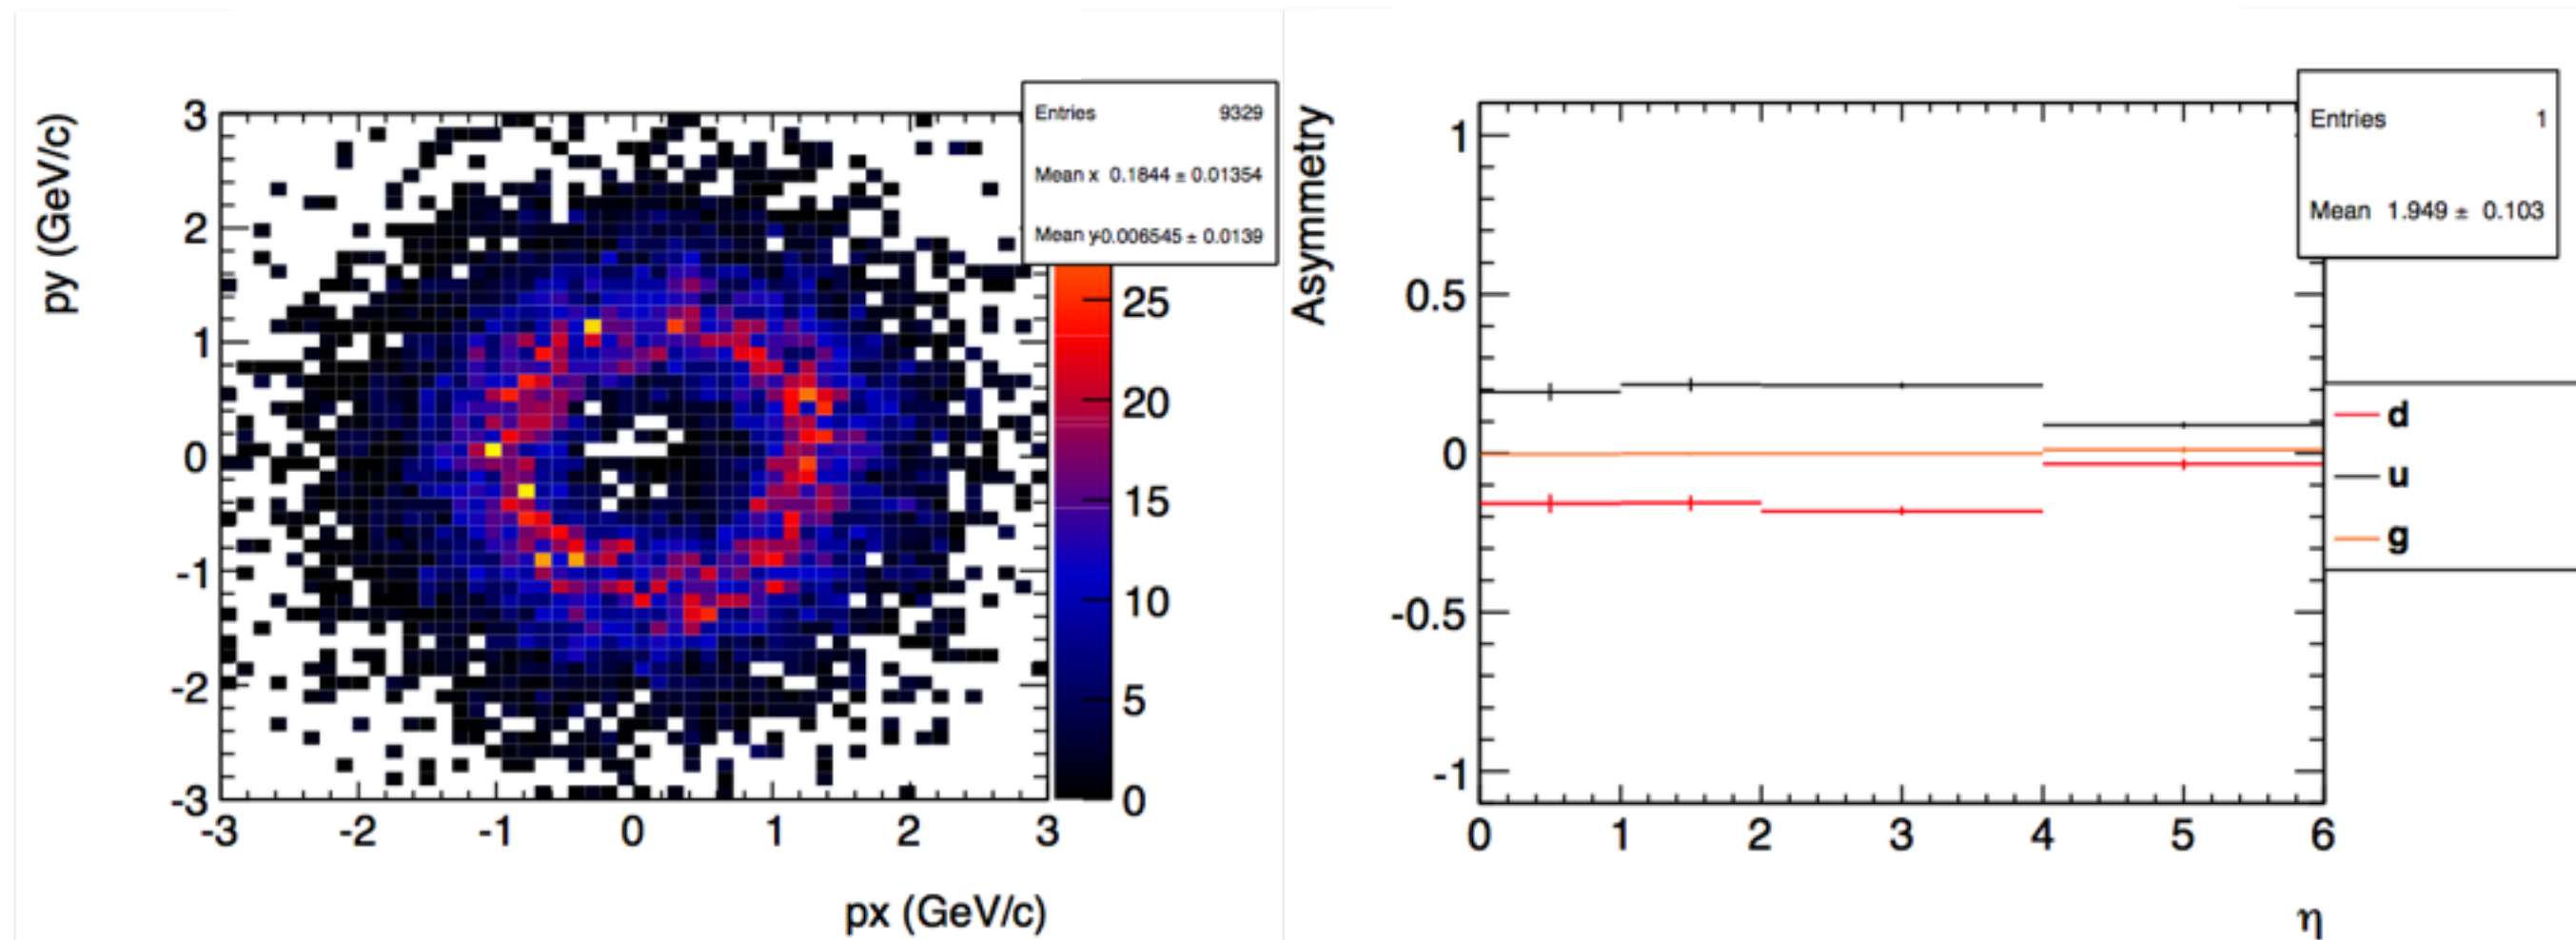 py (GeV/c)
3
2
1
0
-1
-2
-3
-3 -2 -1 0 1 2 3
px (GeV/c)
Entries 9329
Mean x 0.1844 ± 0.01354
Mean y-0.006545 ± 0.0139
25
20
15
10
5
0
Asymmetry
1
0.5
0
-0.5
-1
0 1 2 3 4 5 6
η
Entries 1
Mean 1.949 ± 0.103
d
u
g